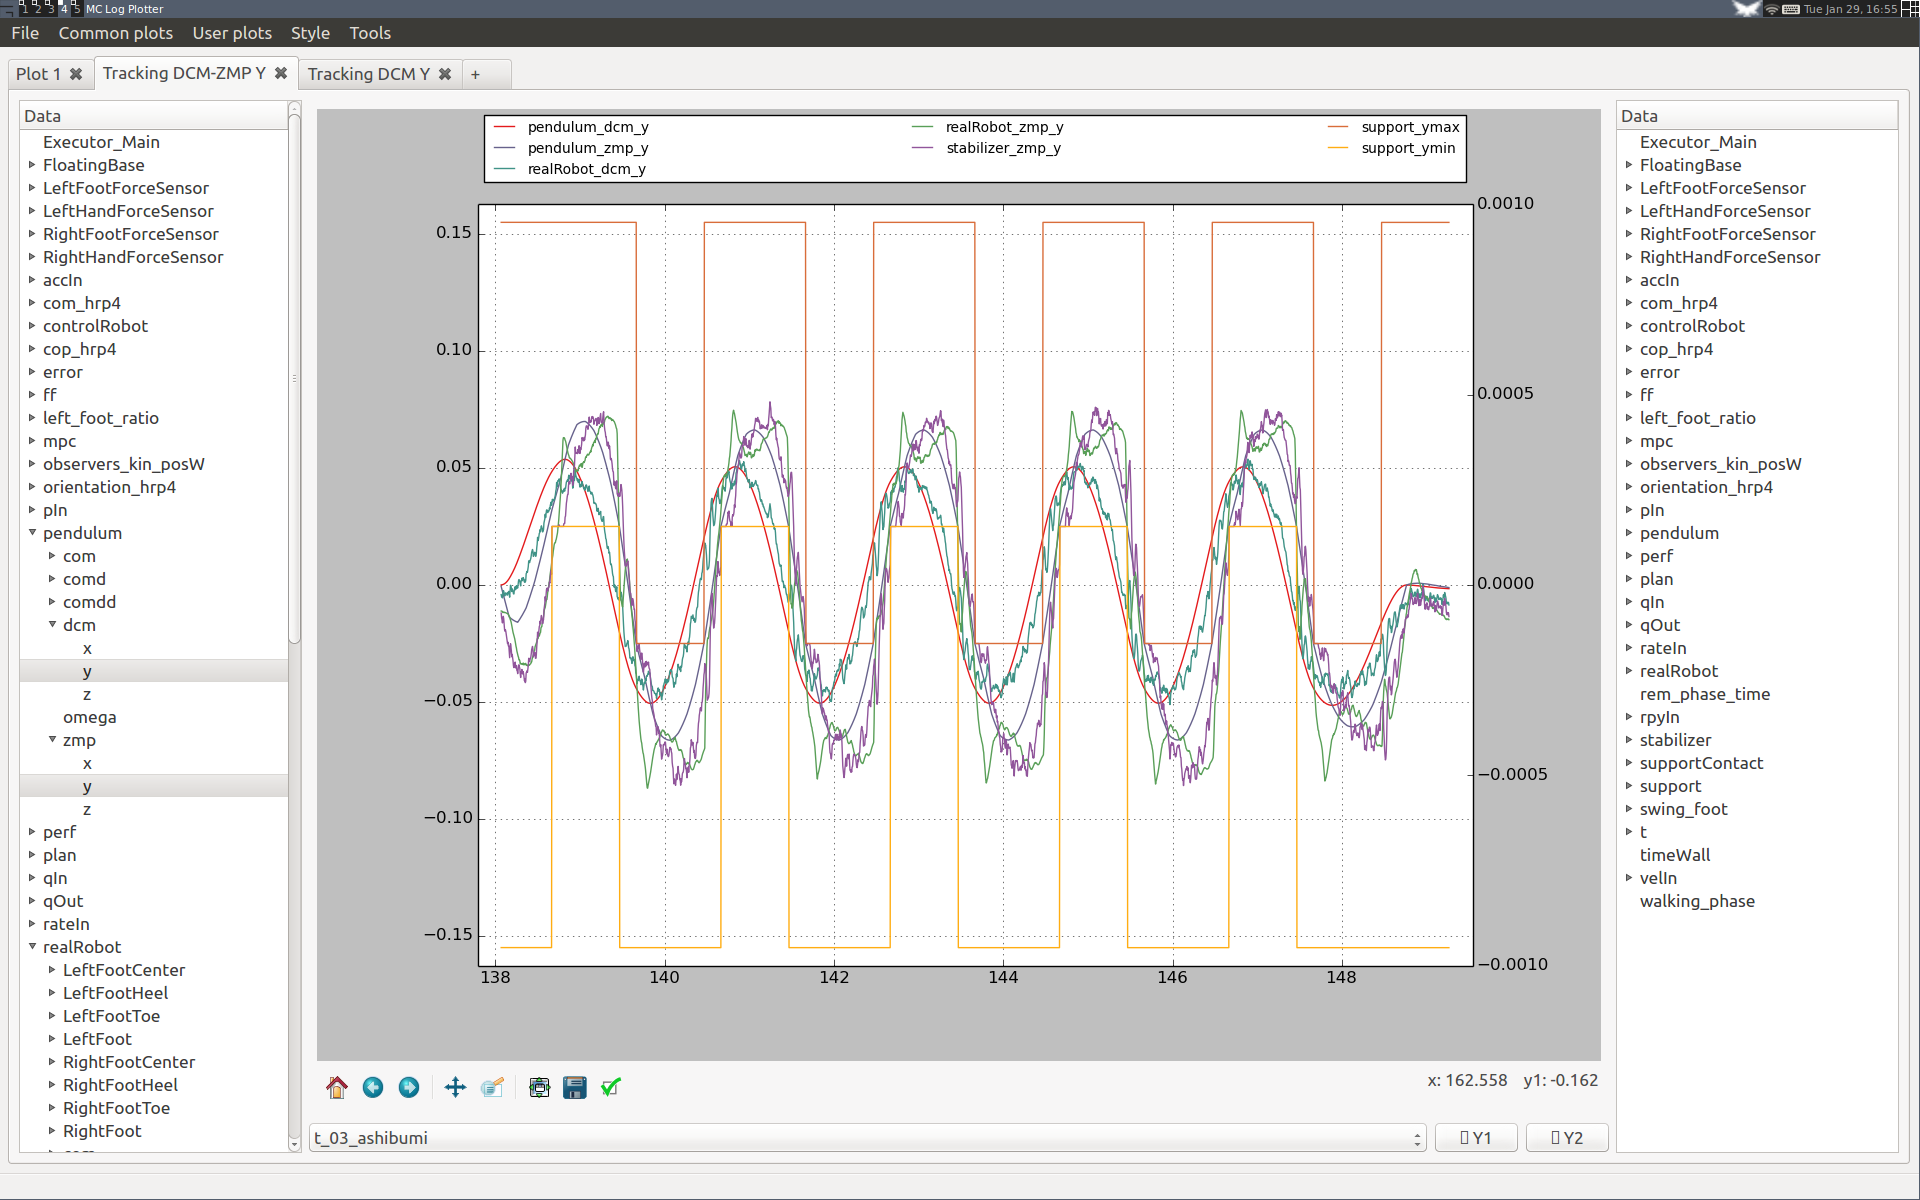 1 2 3 4 5 MC Log Plotter Tue Jan 29, 16:55
File Common plots User plots Style Tools
Plot 1 Tracking DCM-ZMP Y Tracking DCM Y +
Data
Executor_Main
FloatingBase
LeftFootForceSensor
LeftHandForceSensor
RightFootForceSensor
RightHandForceSensor
accIn
com_hrp4
controlRobot
cop_hrp4
error
ff
left_foot_ratio
mpc
observers_kin_posW
orientation_hrp4
pIn
pendulum
com
comd
comdd
dcm
x
y
z
omega
zmp
x
y
z
perf
plan
qIn
qOut
rateIn
realRobot
LeftFootCenter
LeftFootHeel
LeftFootToe
LeftFoot
RightFootCenter
RightFootHeel
RightFootToe
RightFoot
pendulum_dcm_y realRobot_zmp_y support_ymax
pendulum_zmp_y stabilizer_zmp_y support_ymin
realRobot_dcm_y
0.15
0.10
0.05
0.00
−0.05
−0.10
−0.15
0.0010
0.0005
0.0000
−0.0005
−0.0010
138 140 142 144 146 148
x: 162.558 y1: -0.162
t_03_ashibumi Y1 Y2
Data
Executor_Main
FloatingBase
LeftFootForceSensor
LeftHandForceSensor
RightFootForceSensor
RightHandForceSensor
accIn
com_hrp4
controlRobot
cop_hrp4
error
ff
left_foot_ratio
mpc
observers_kin_posW
orientation_hrp4
pIn
pendulum
perf
plan
qIn
qOut
rateIn
realRobot
rem_phase_time
rpyIn
stabilizer
supportContact
support
swing_foot
t
timeWall
velIn
walking_phase